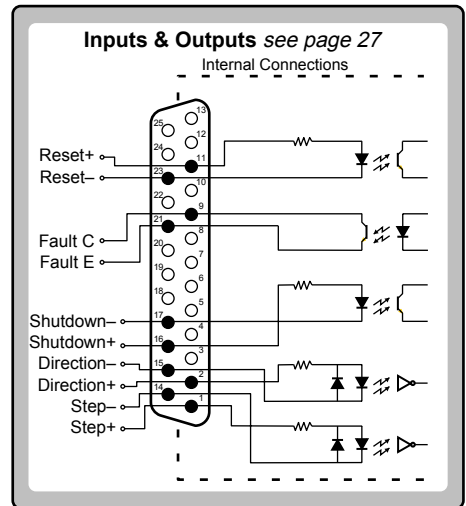 Inputs & Outputs see page 27
Internal Connections
13
25
12
24
11
Reset+
Reset–
23
10
22
9
21
8
Fault C
Fault E
20
7
19
6
18
5
17
Shutdown–
4
16
Shutdown+
3
15
Direction–
2
Direction+
14
Step–
1
Step+